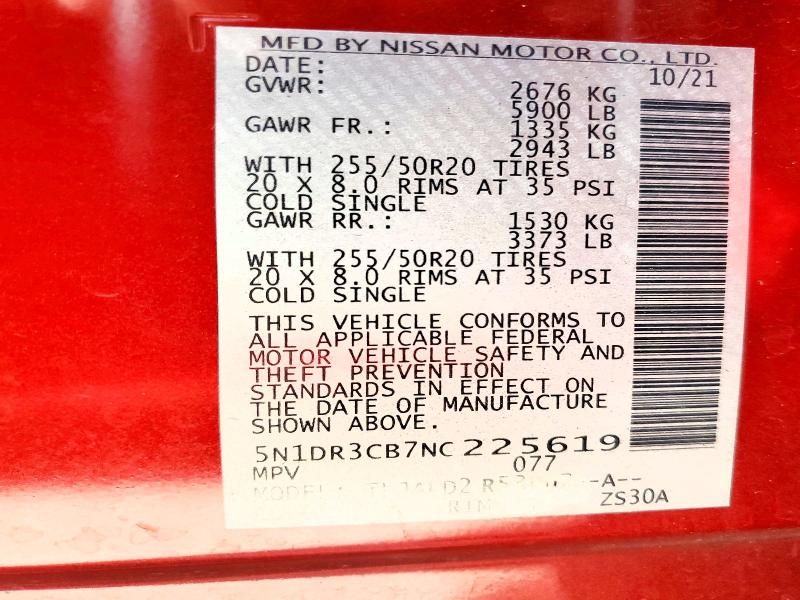 MFD BY NISSAN MOTOR CO., LTD.
DATE: 10/21
GVWR: 2676 KG
5900 LB
GAWR FR.: 1335 KG
2943 LB
WITH 255/50R20 TIRES
20 X 8.0 RIMS AT 35 PSI
COLD SINGLE
GAWR RR.: 1530 KG
3373 LB
WITH 255/50R20 TIRES
20 X 8.0 RIMS AT 35 PSI
COLD SINGLE
THIS VEHICLE CONFORMS TO
ALL APPLICABLE FEDERAL
MOTOR VEHICLE SAFETY AND
THEFT PREVENTION
STANDARDS IN EFFECT ON
THE DATE OF MANUFACTURE
SHOWN ABOVE.
5N1DR3CB7NC225619
MPV 077
MODEL: -A--
ZS30A